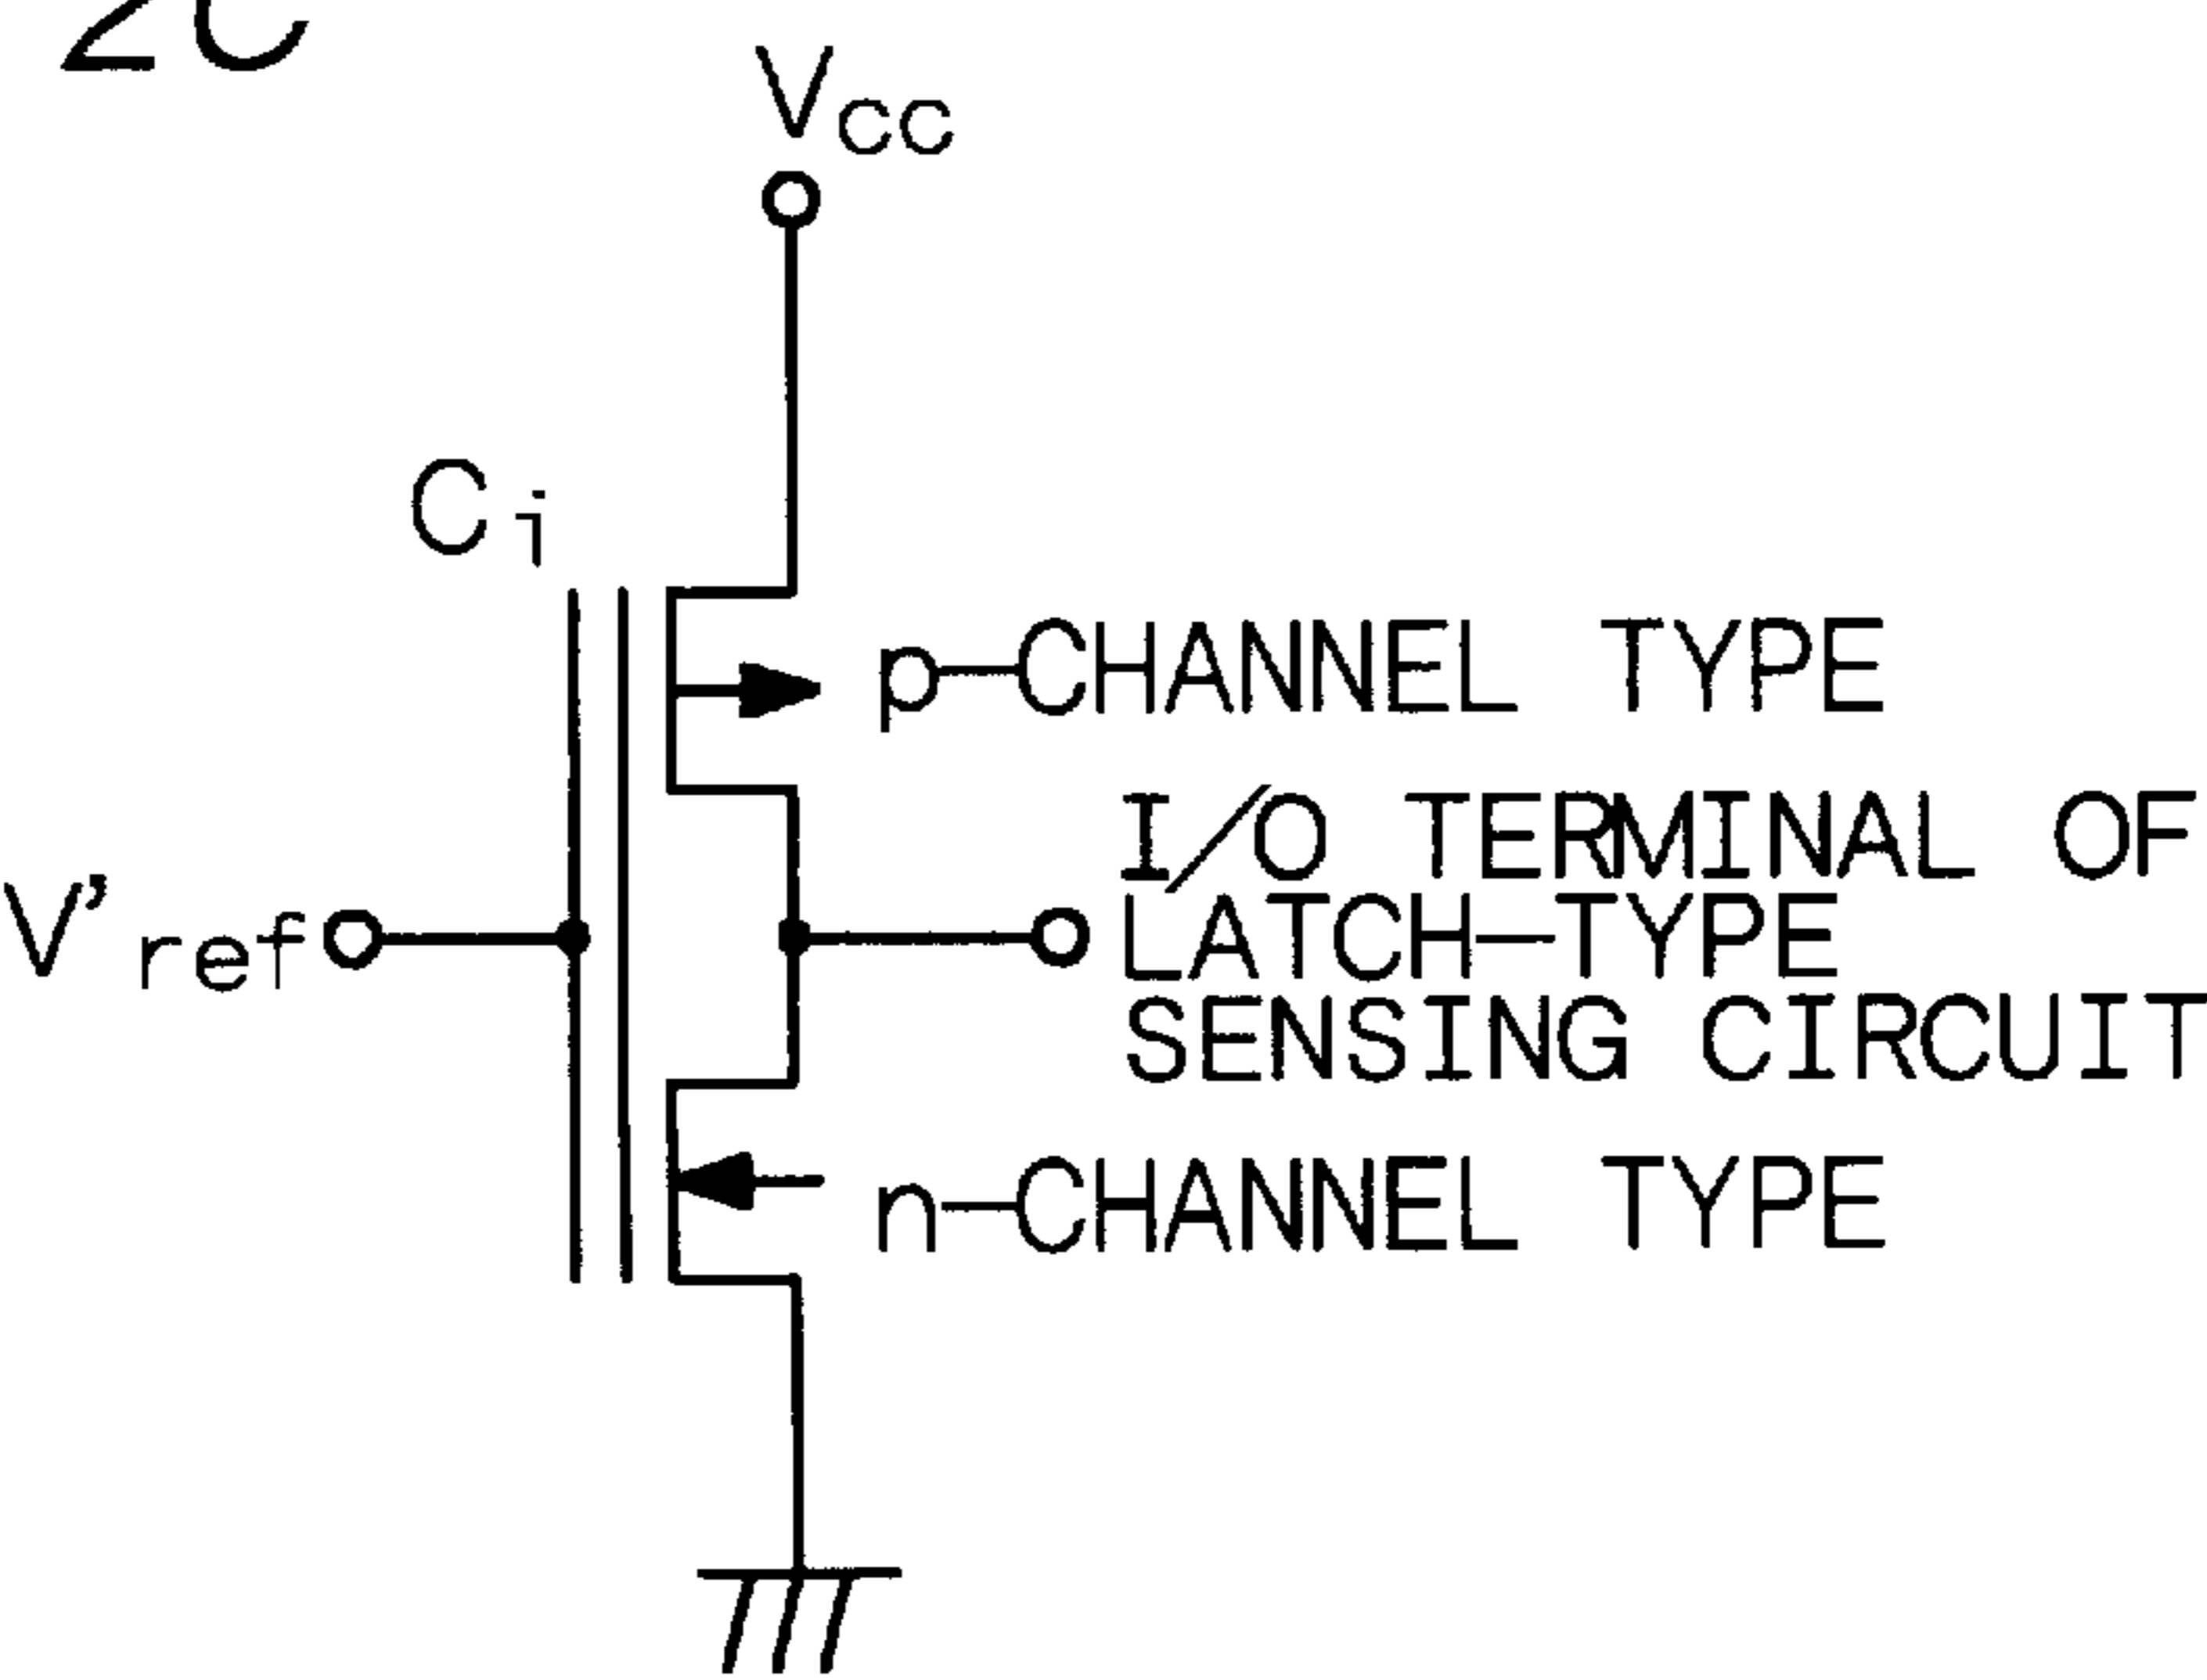 2C
Vcc
Ci
p-CHANNEL TYPE
I/O TERMINAL OF
LATCH-TYPE
SENSING CIRCUIT
V'ref
n-CHANNEL TYPE